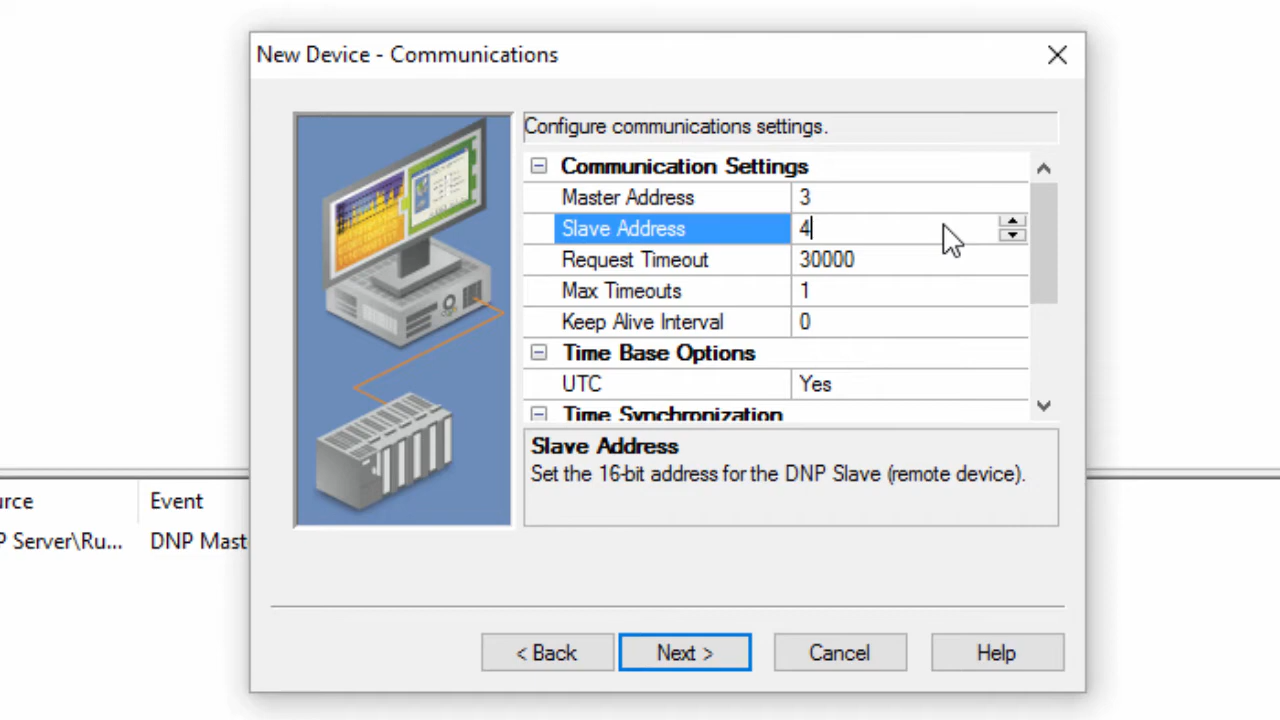 New Device - Communications
Configure communications settings.
Communication Settings
Master Address 3
Slave Address 4
Request Timeout 30000
Max Timeouts 1
Keep Alive Interval 0
Time Base Options
UTC Yes
Time Synchronization
Slave Address
Set the 16-bit address for the DNP Slave (remote device).
urce Event
P Server\Ru... DNP Mast
< Back Next > Cancel Help